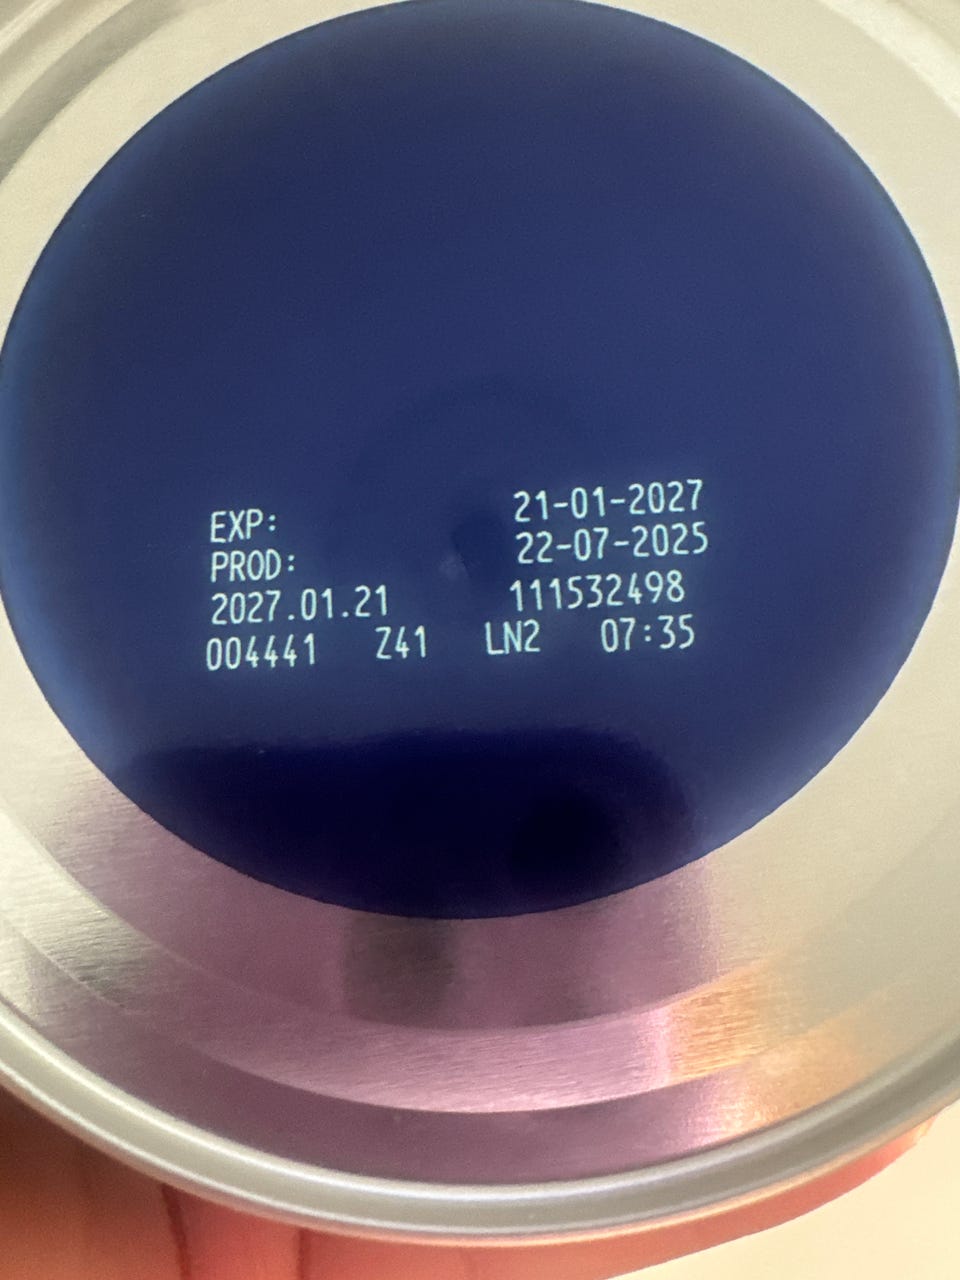 EXP: 21-01-2027
PROD: 22-07-2025
2027.01.21 111532498
004441 Z41 LN2 07:35